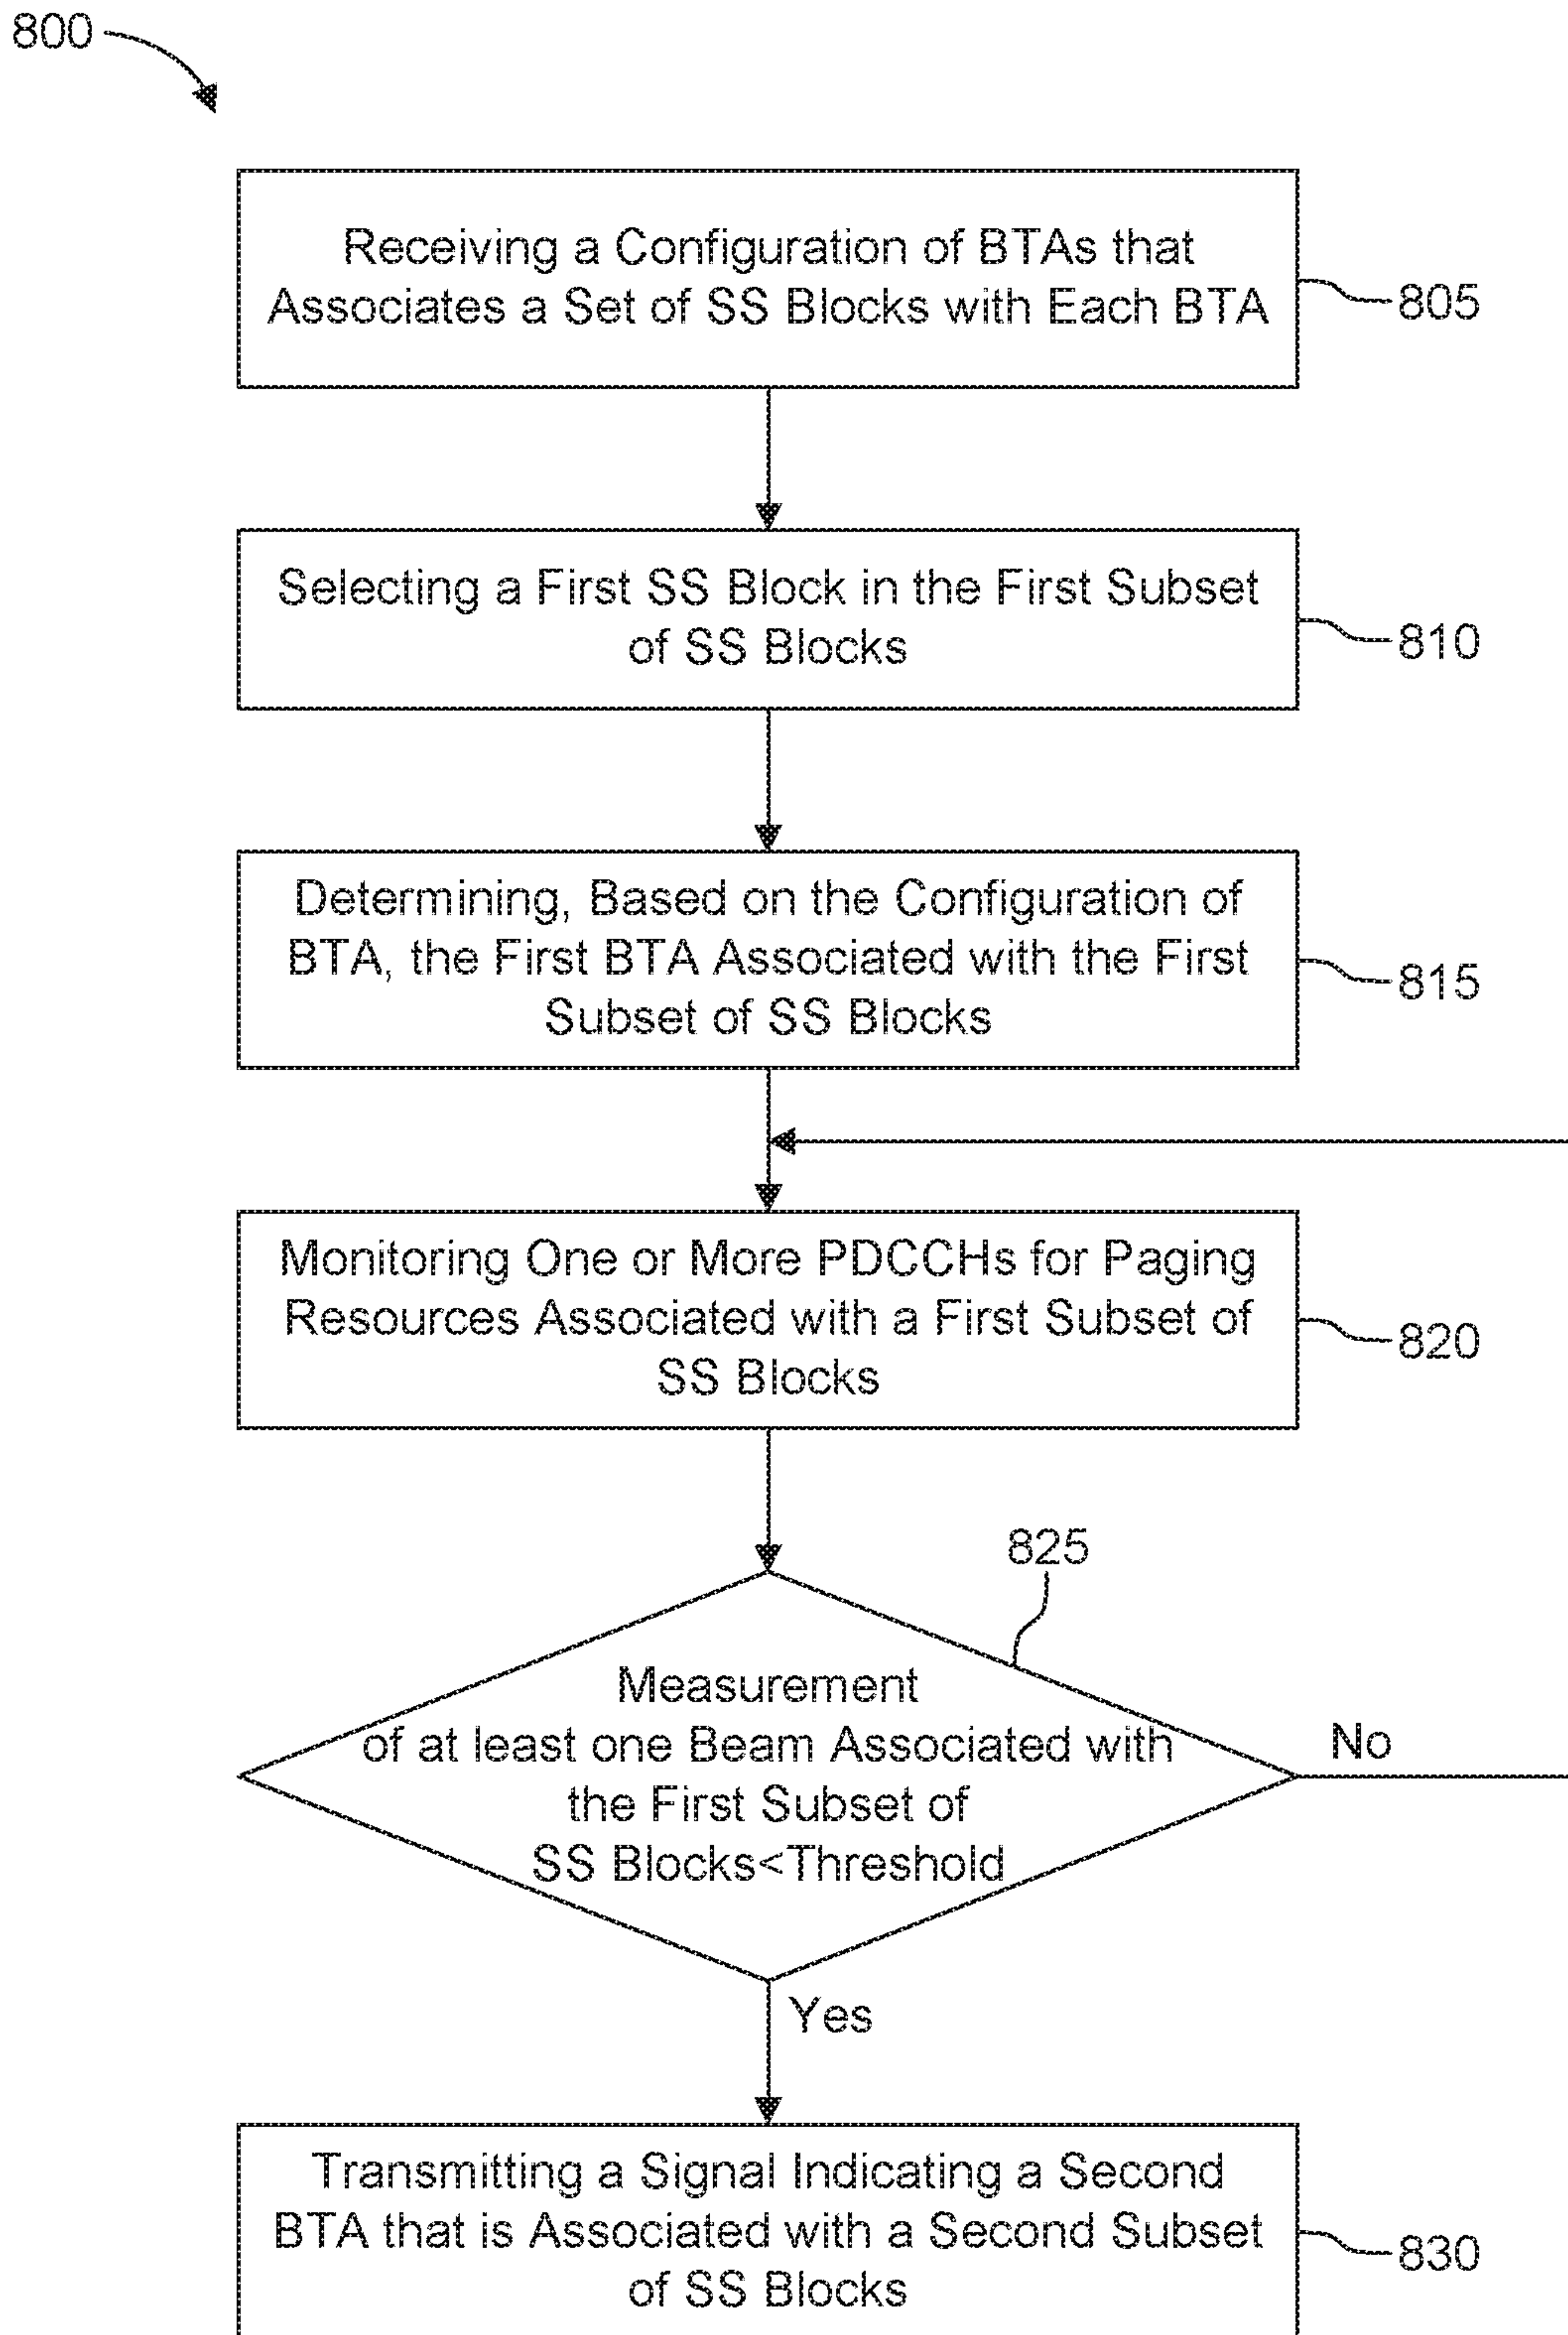 800
Receiving a Configuration of BTAs that
Associates a Set of SS Blocks with Each BTA
805
Selecting a First SS Block in the First Subset
of SS Blocks
810
Determining, Based on the Configuration of
BTA, the First BTA Associated with the First
Subset of SS Blocks
815
Monitoring One or More PDCCHs for Paging
Resources Associated with a First Subset of
SS Blocks
820
825
Measurement
of at least one Beam Associated with
the First Subset of
SS Blocks<Threshold
No
Yes
Transmitting a Signal Indicating a Second
BTA that is Associated with a Second Subset
of SS Blocks
830